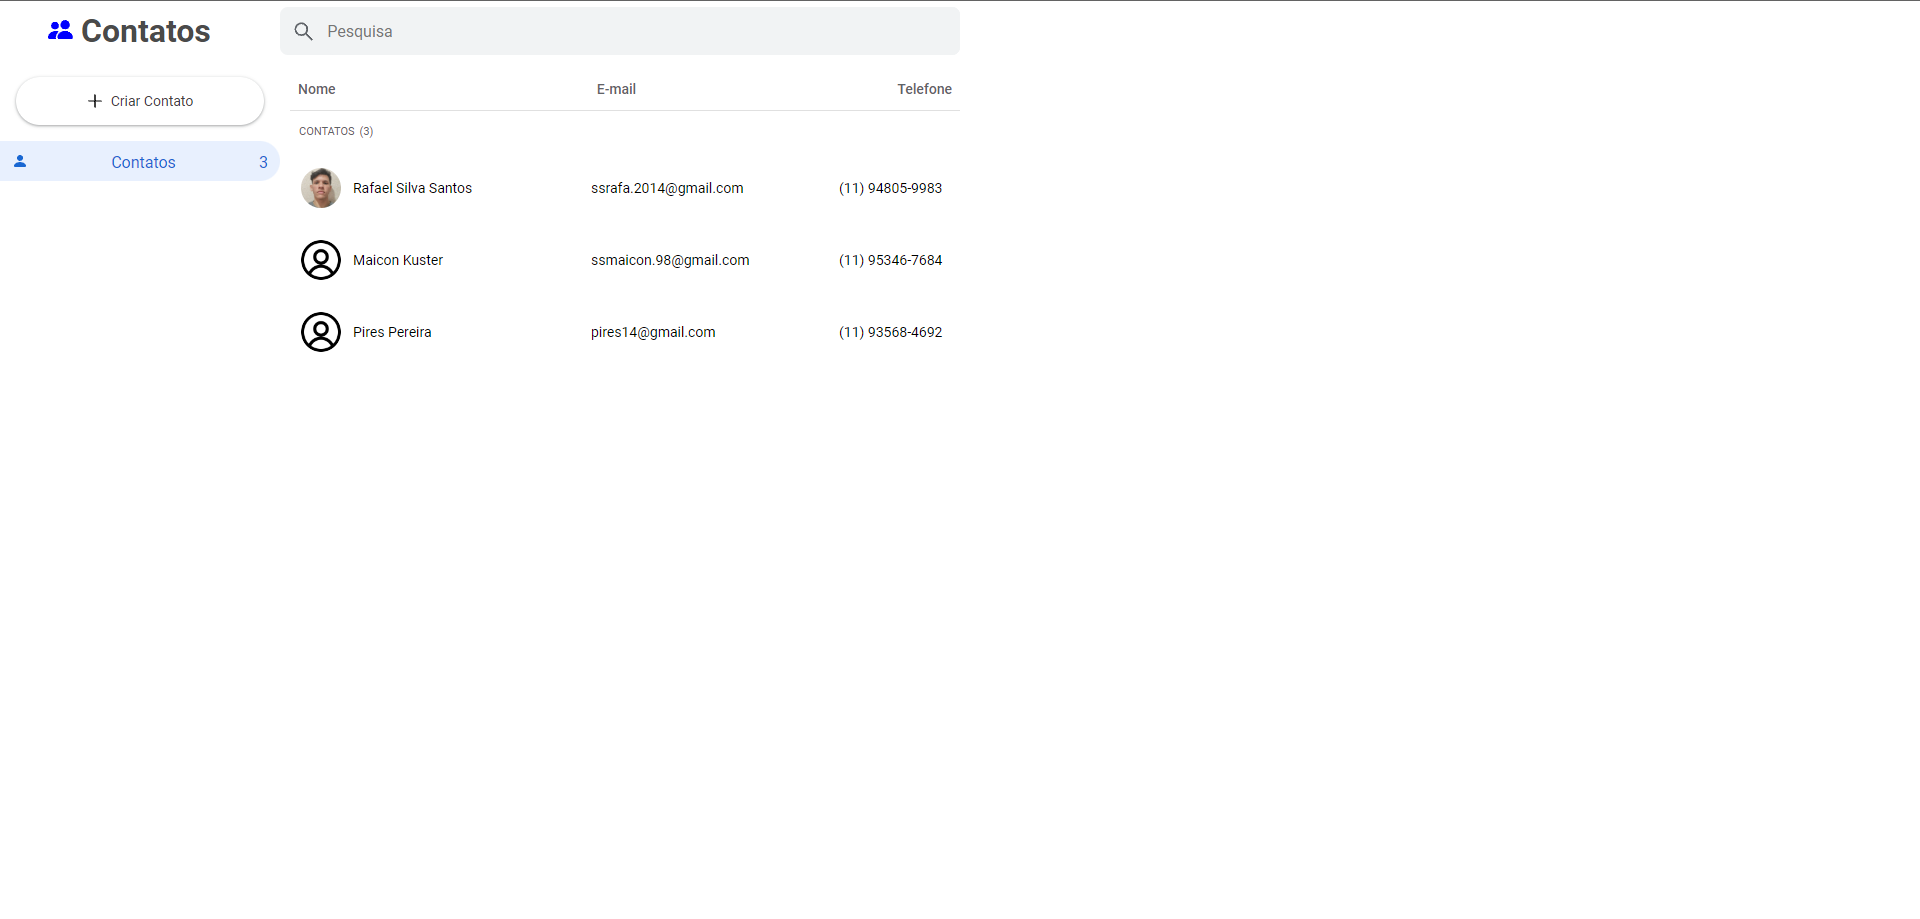 Contatos
Pesquisa
Criar Contato
Contatos 3
Nome E-mail Telefone
CONTATOS (3)
Rafael Silva Santos ssrafa.2014@gmail.com (11) 94805-9983
Maicon Kuster ssmaicon.98@gmail.com (11) 95346-7684
Pires Pereira pires14@gmail.com (11) 93568-4692